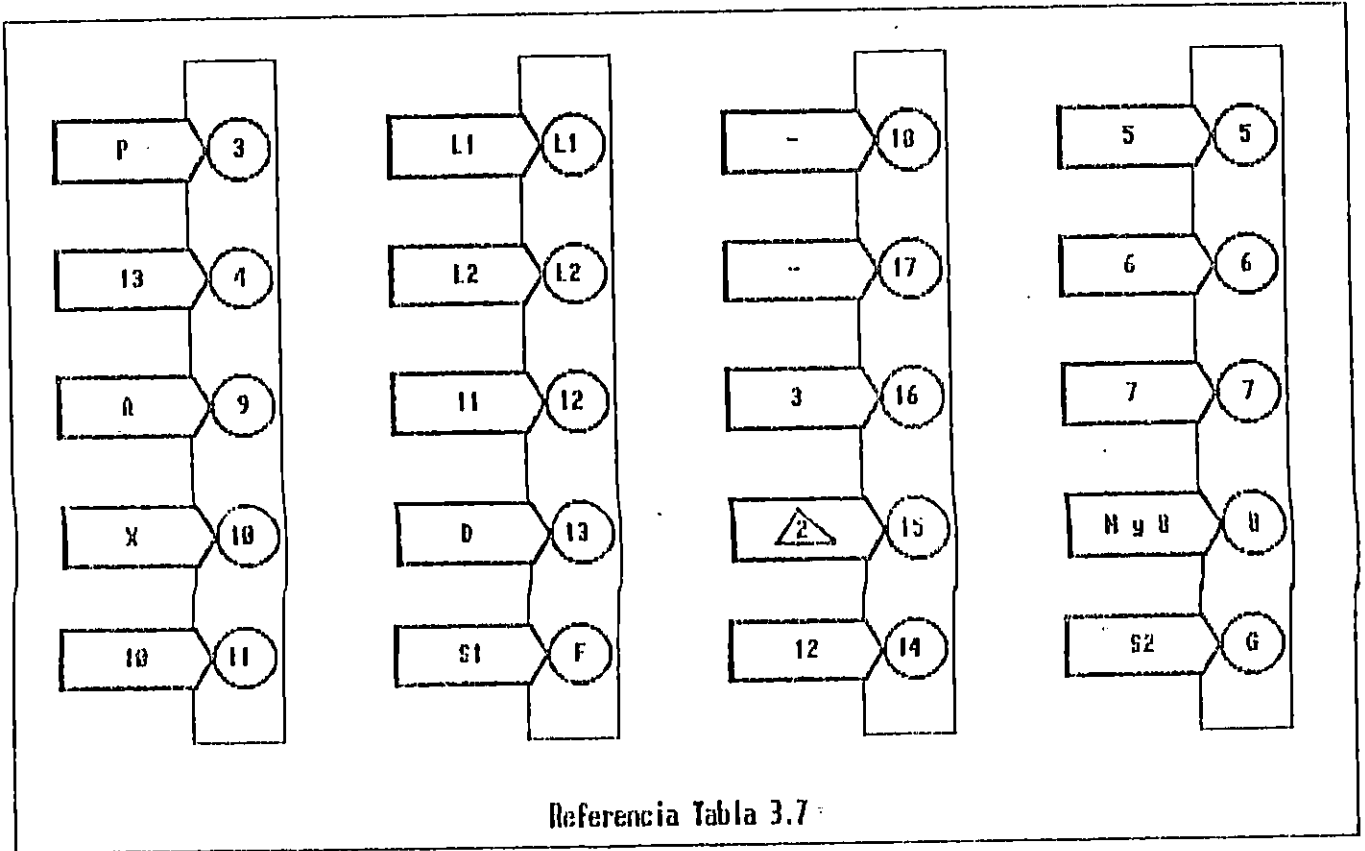 P 3 L1 L1 - 18 5 5
13 4 L2 L2 - 17 6 6
A 9 11 12 3 16 7 7
X 10 D 13 2 15 N y 8 8
10 11 S1 F 12 14 S2 G
Referencia Tabla 3.7